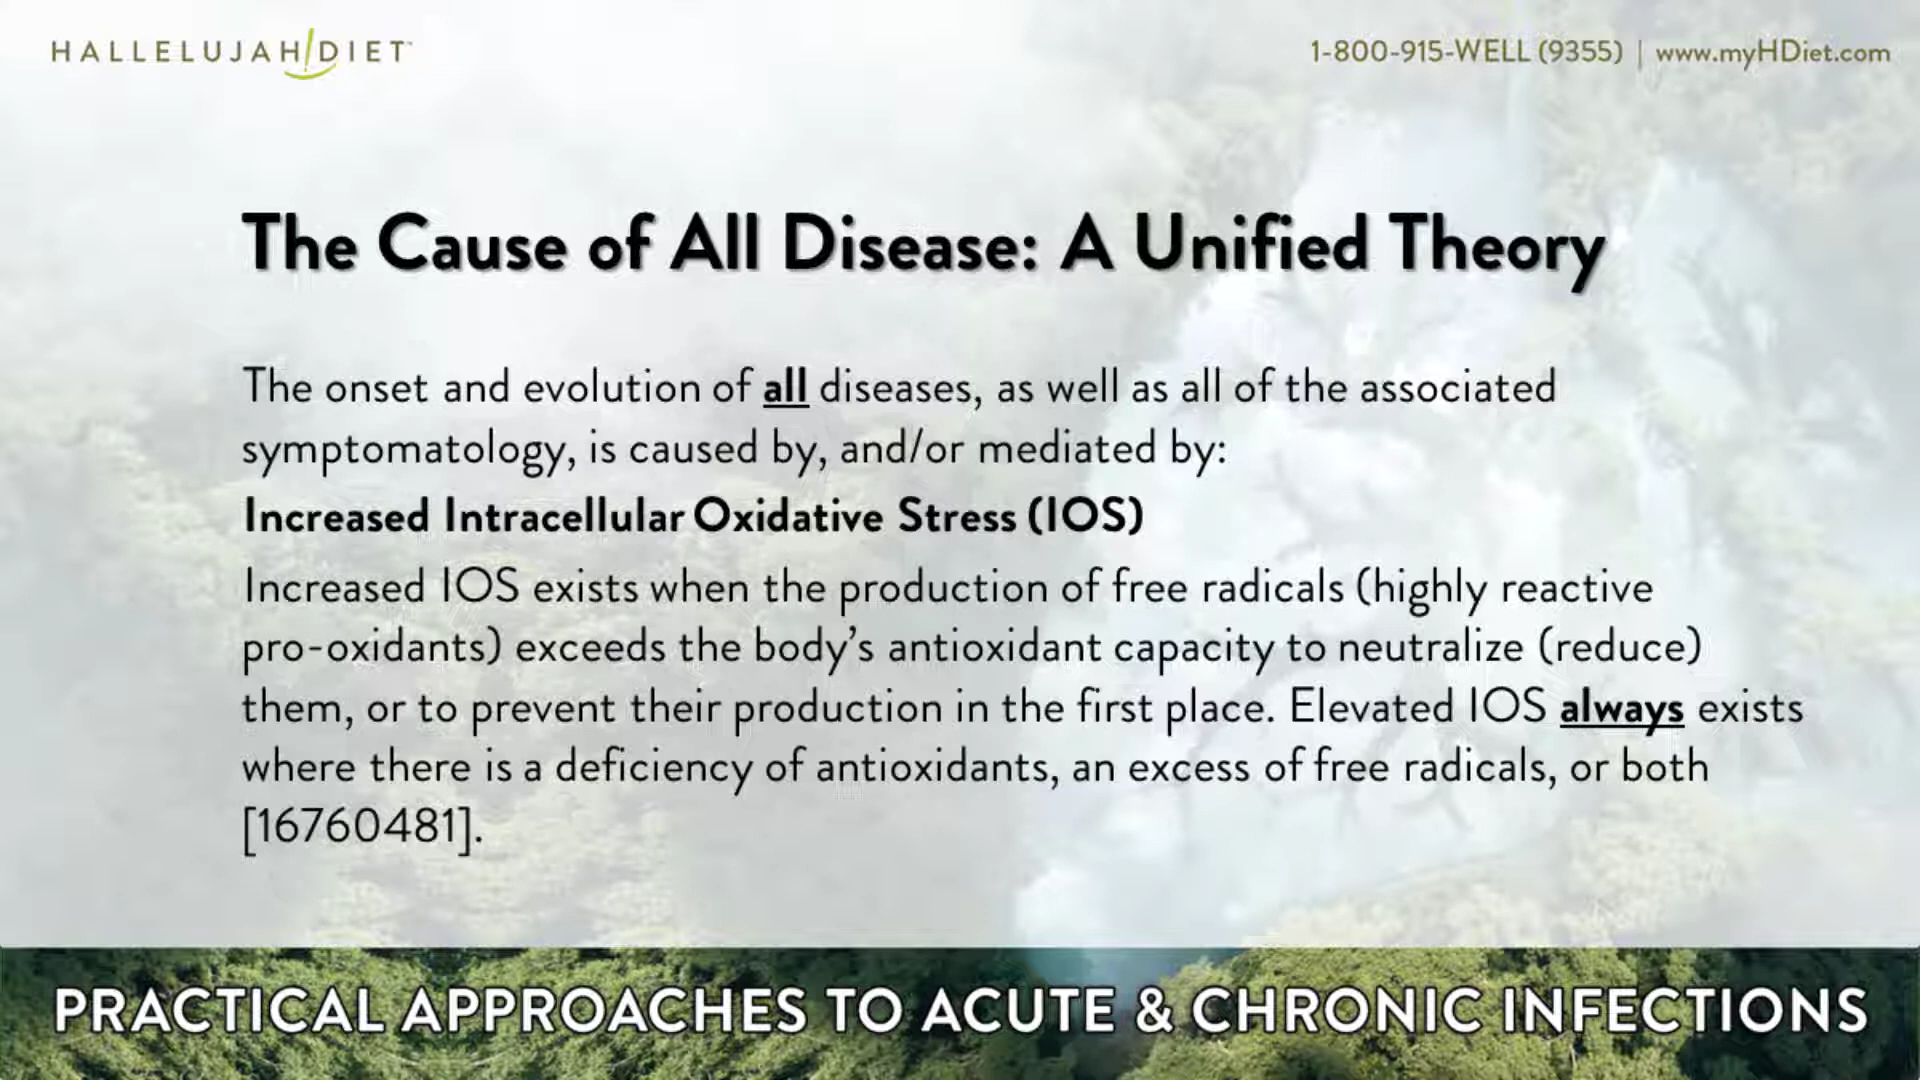 HALLELUJAH DIET™
1-800-915-WELL (9355) | www.myHDiet.com
The Cause of All Disease: A Unified Theory
The onset and evolution of all diseases, as well as all of the associated
symptomatology, is caused by, and/or mediated by:
Increased Intracellular Oxidative Stress (IOS)
Increased IOS exists when the production of free radicals (highly reactive
pro-oxidants) exceeds the body's antioxidant capacity to neutralize (reduce)
them, or to prevent their production in the first place. Elevated IOS always exists
where there is a deficiency of antioxidants, an excess of free radicals, or both
[16760481].
PRACTICAL APPROACHES TO ACUTE & CHRONIC INFECTIONS